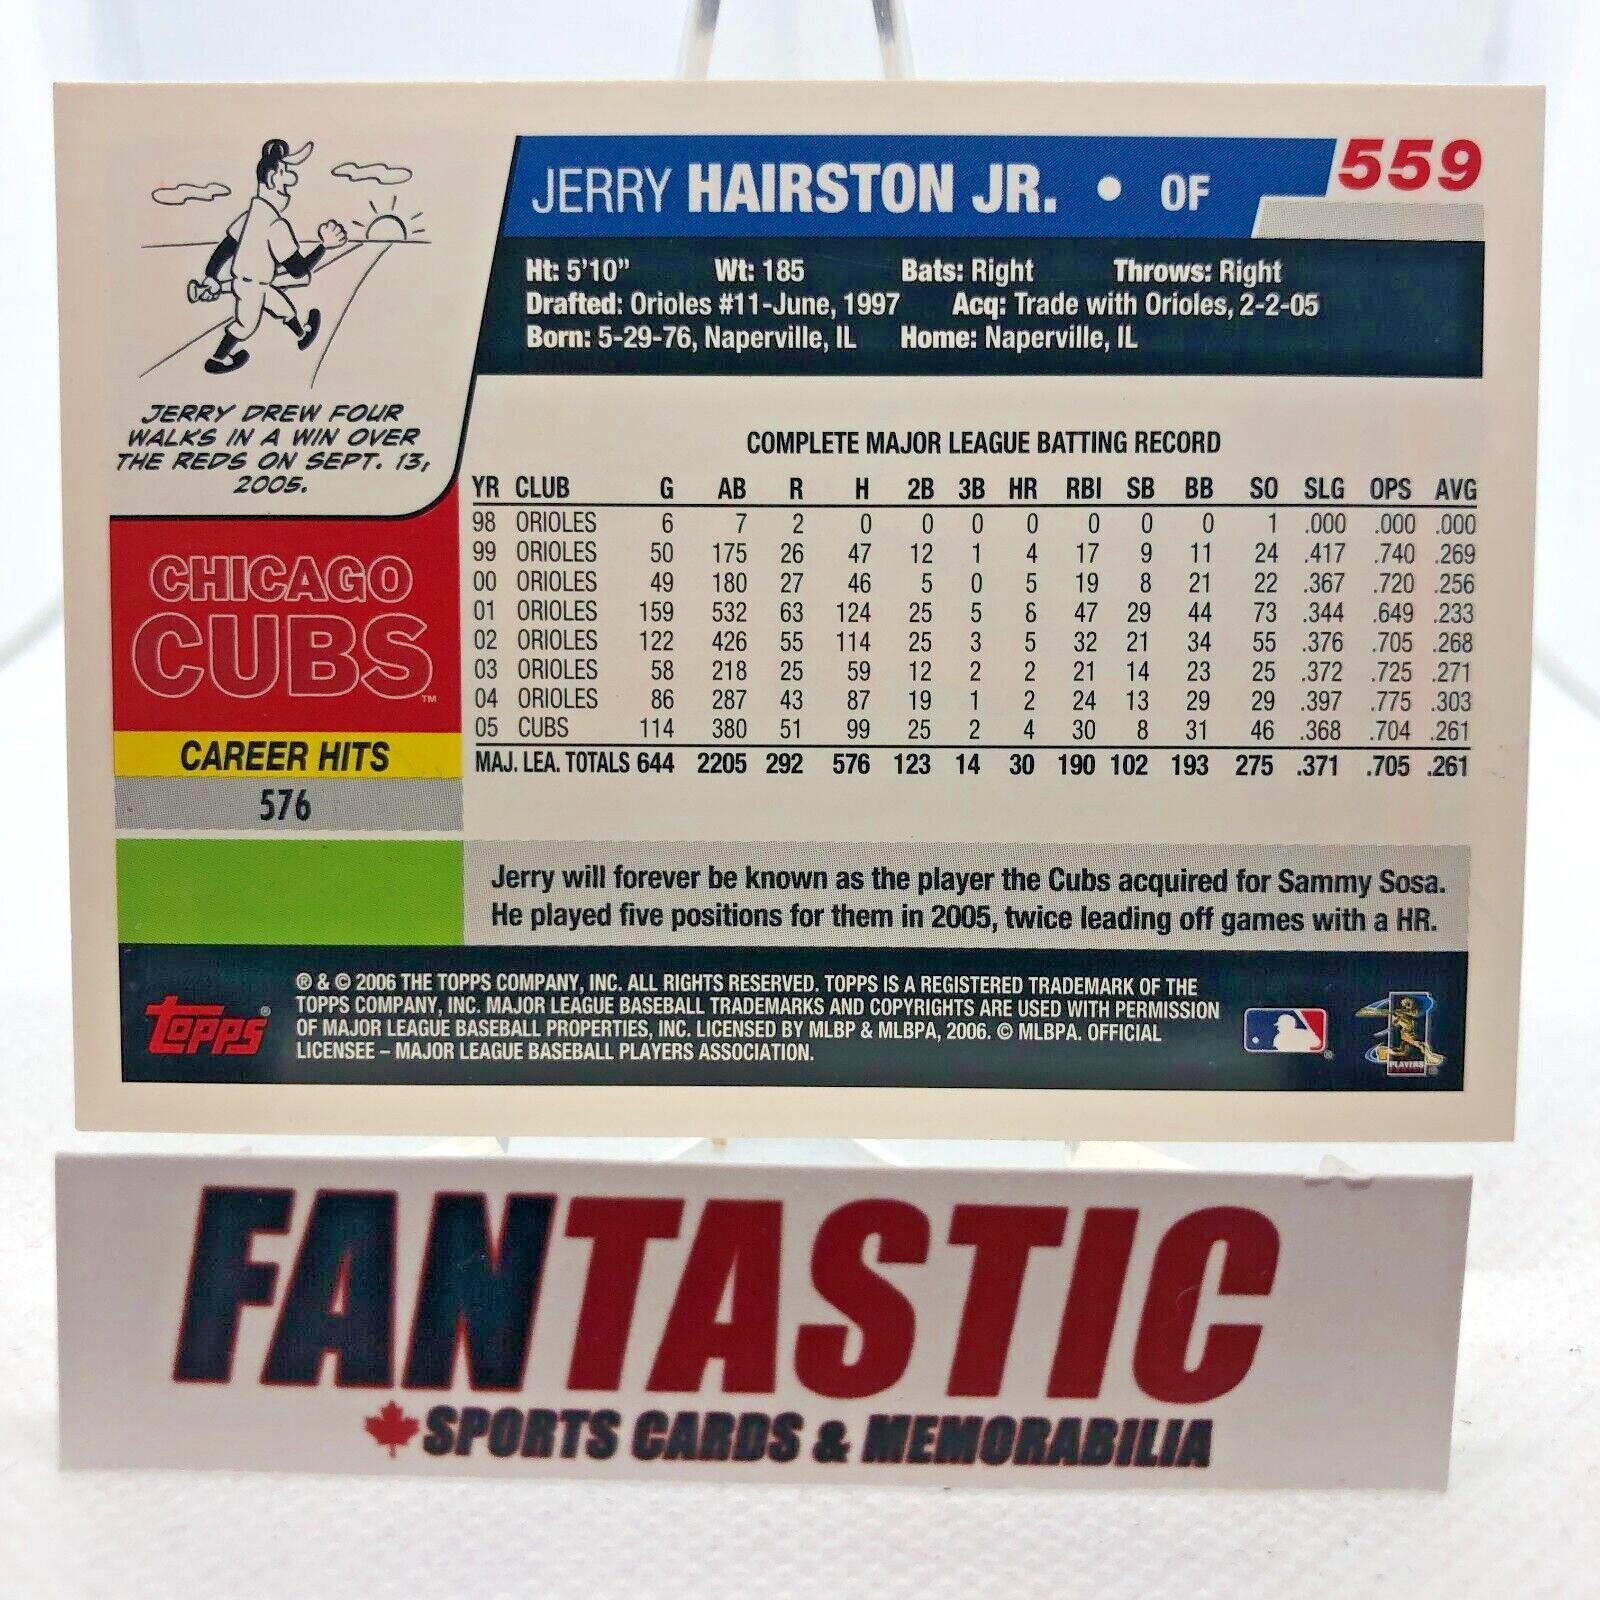 JERRY HAIRSTON JR. • OF
559
Ht: 5'10" Wt: 185 Bats: Right Throws: Right
Drafted: Orioles #11-June, 1997 Acq: Trade with Orioles, 2-2-05
Born: 5-29-76, Naperville, IL Home: Naperville, IL
JERRY DREW FOUR
WALKS IN A WIN OVER
THE REDS ON SEPT. 13,
2005.
CHICAGO
CUBS™
CAREER HITS
576
COMPLETE MAJOR LEAGUE BATTING RECORD
YR CLUB G AB R H 2B 3B HR RBI SB BB SO SLG OPS AVG
98 ORIOLES 6 7 2 0 0 0 0 0 0 0 1 .000 .000 .000
99 ORIOLES 50 175 26 47 12 1 4 17 9 11 24 .417 .740 .269
00 ORIOLES 49 180 27 46 5 0 5 19 8 21 22 .367 .720 .256
01 ORIOLES 159 532 63 124 25 5 8 47 29 44 73 .344 .649 .233
02 ORIOLES 122 426 55 114 25 3 5 32 21 34 55 .376 .705 .268
03 ORIOLES 58 218 25 59 12 2 2 21 14 23 25 .372 .725 .271
04 ORIOLES 86 287 43 87 19 1 2 24 13 29 29 .397 .775 .303
05 CUBS 114 380 51 99 25 2 4 30 8 31 46 .368 .704 .261
MAJ. LEA. TOTALS 644 2205 292 576 123 14 30 190 102 193 275 .371 .705 .261
Jerry will forever be known as the player the Cubs acquired for Sammy Sosa.
He played five positions for them in 2005, twice leading off games with a HR.
topps®
® & © 2006 THE TOPPS COMPANY, INC. ALL RIGHTS RESERVED. TOPPS IS A REGISTERED TRADEMARK OF THE
TOPPS COMPANY, INC. MAJOR LEAGUE BASEBALL TRADEMARKS AND COPYRIGHTS ARE USED WITH PERMISSION
OF MAJOR LEAGUE BASEBALL PROPERTIES, INC. LICENSED BY MLBP & MLBPA, 2006. © MLBPA. OFFICIAL
LICENSEE – MAJOR LEAGUE BASEBALL PLAYERS ASSOCIATION.
PLAYERS
FANTASTIC
SPORTS CARDS & MEMORABILIA